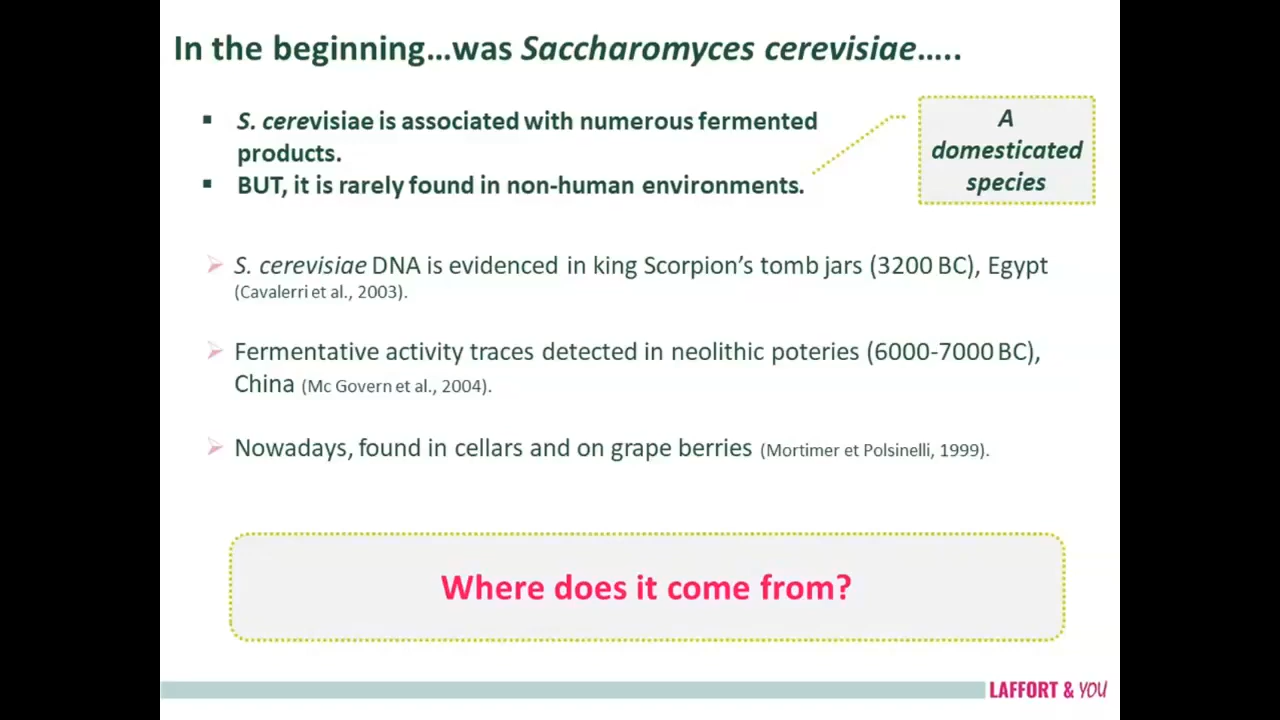 In the beginning…was Saccharomyces cerevisiae…..
▪ S. cerevisiae is associated with numerous fermented
products.
▪ BUT, it is rarely found in non-human environments.
A
domesticated
species
S. cerevisiae DNA is evidenced in king Scorpion's tomb jars (3200 BC), Egypt
(Cavalerri et al., 2003).
Fermentative activity traces detected in neolithic poteries (6000-7000 BC),
China (Mc Govern et al., 2004).
Nowadays, found in cellars and on grape berries (Mortimer et Polsinelli, 1999).
Where does it come from?
LAFFORT & YOU